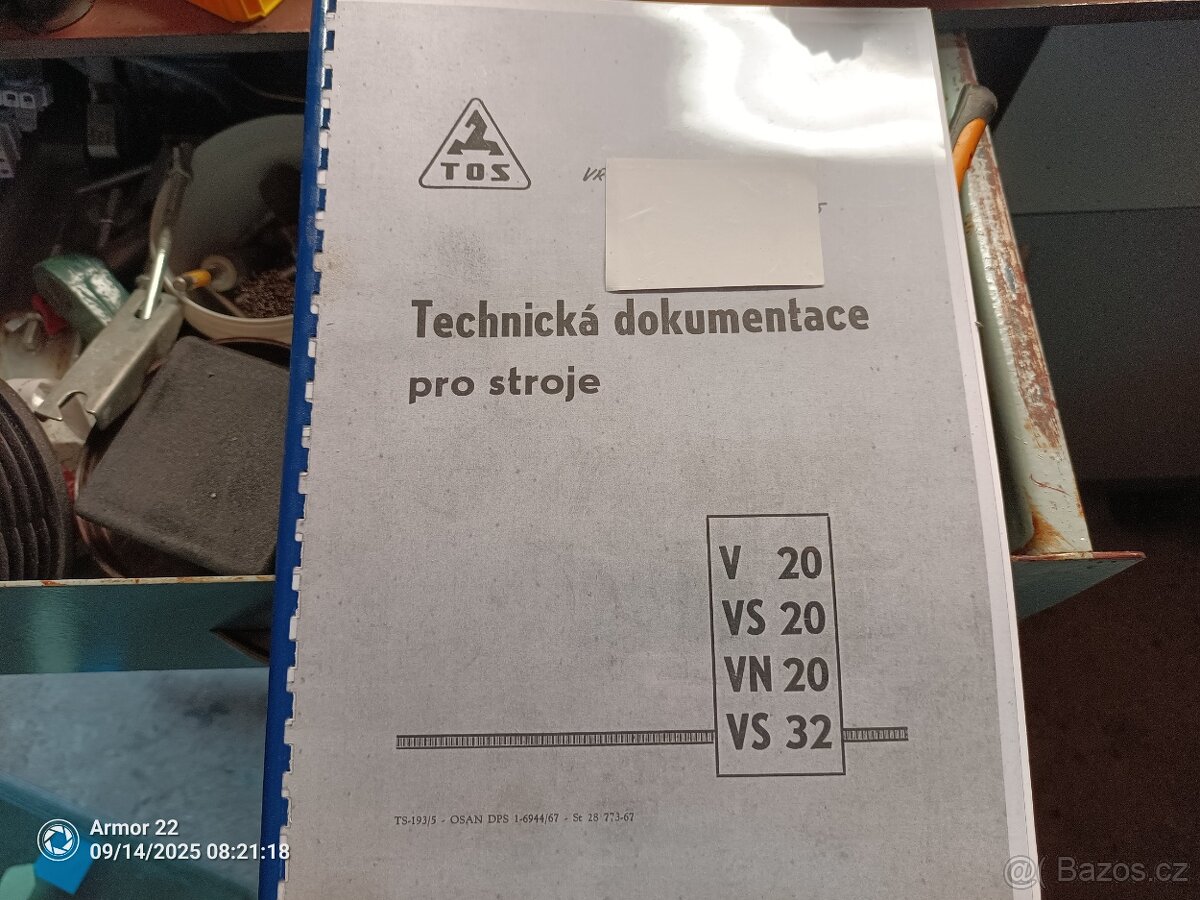 TOS
Technická dokumentace
pro stroje
V 20
VS 20
VN 20
VS 32
TS-193/5 - OSAN DPS 1-6944/67 - St 28 773-67
Armor 22
09/14/2025 08:21:18
@( Bazos.cz